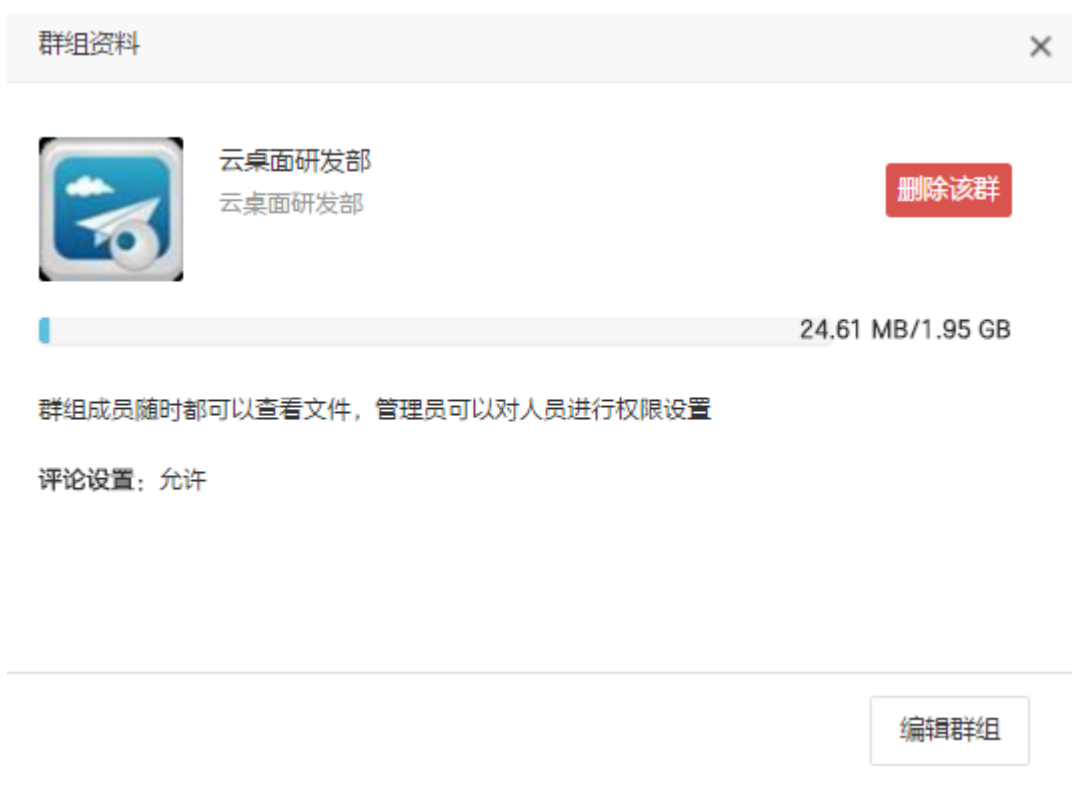 群组资料
云桌面研发部
云桌面研发部
删除该群
24.61 MB/1.95 GB
群组成员随时都可以查看文件，管理员可以对人员进行权限设置
评论设置：允许
编辑群组